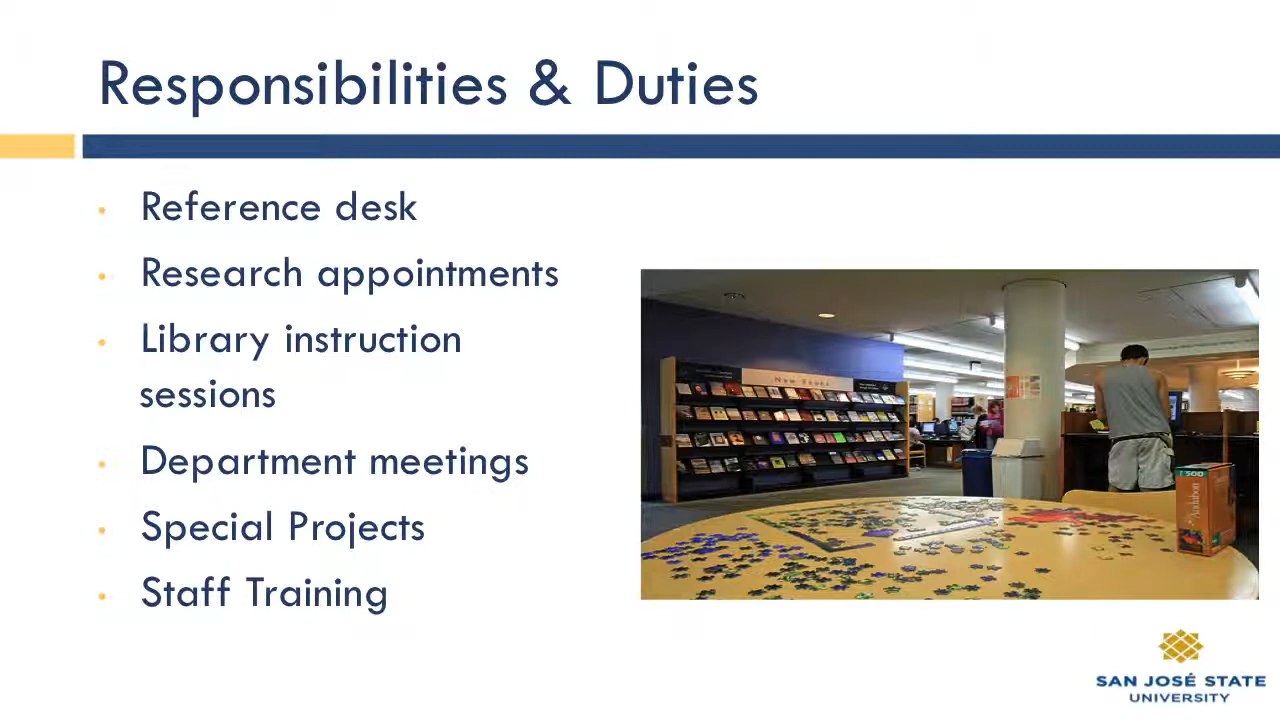 Responsibilities & Duties
• Reference desk
• Research appointments
• Library instruction
sessions
• Department meetings
• Special Projects
• Staff Training
New Books
1500
Audubon
SAN JOSÉ STATE
UNIVERSITY